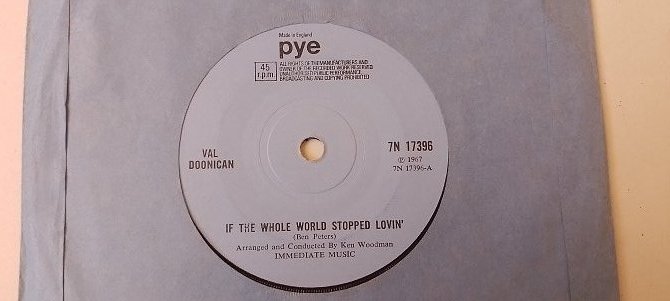 Made in England
pye
45
r.p.m.
ALL RIGHTS OF THE MANUFACTURERS AND
OWNER OF THE RECORDED WORK RESERVED
UNAUTHORISED PUBLIC PERFORMANCE
BROADCASTING AND COPYING PROHIBITED
VAL
DOONICAN
7N 17396
℗ 1967
7N 17396-A
IF THE WHOLE WORLD STOPPED LOVIN'
(Ben Peters)
Arranged and Conducted By Ken Woodman
IMMEDIATE MUSIC